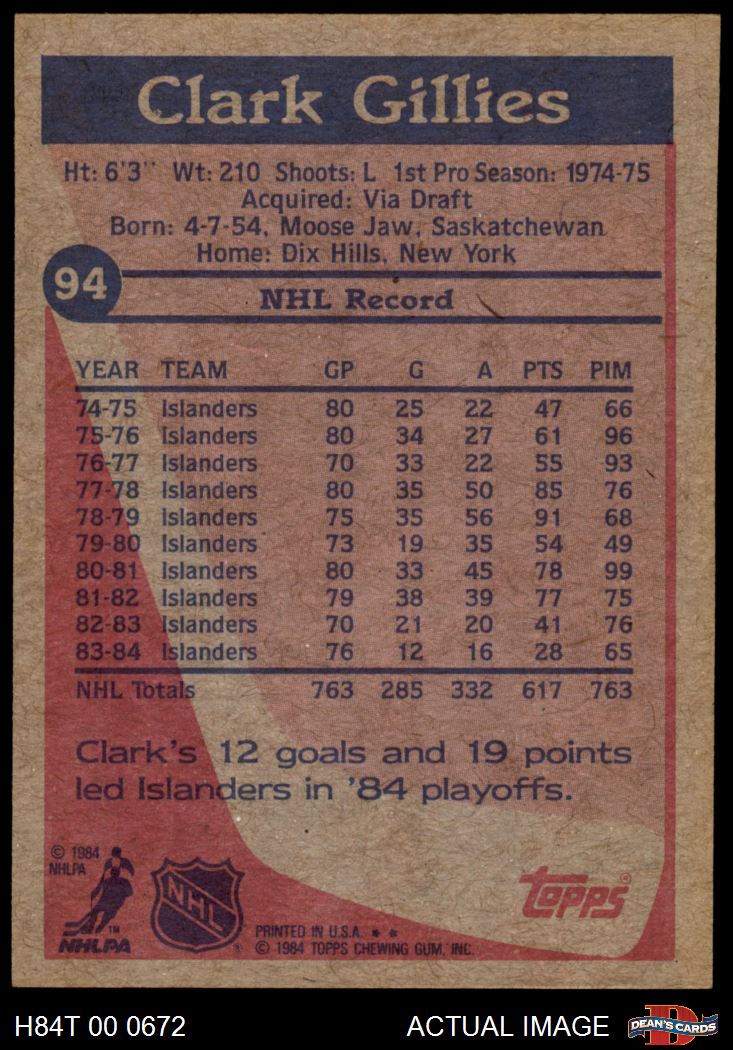 Clark Gillies
Ht: 6'3" Wt: 210 Shoots: L 1st Pro Season: 1974-75
Acquired: Via Draft
Born: 4-7-54, Moose Jaw, Saskatchewan
Home: Dix Hills, New York
94
NHL Record
YEAR TEAM GP G A PTS PIM
74-75 Islanders 80 25 22 47 66
75-76 Islanders 80 34 27 61 96
76-77 Islanders 70 33 22 55 93
77-78 Islanders 80 35 50 85 76
78-79 Islanders 75 35 56 91 68
79-80 Islanders 73 19 35 54 49
80-81 Islanders 80 33 45 78 99
81-82 Islanders 79 38 39 77 75
82-83 Islanders 70 21 20 41 76
83-84 Islanders 76 12 16 28 65
NHL Totals 763 285 332 617 763
Clark's 12 goals and 19 points
led Islanders in '84 playoffs.
© 1984
NHLPA
TM
NHLPA
NHL
®
PRINTED IN U.S.A. * *
© 1984 TOPPS CHEWING GUM, INC.
topps®
H84T 00 0672
ACTUAL IMAGE
D
DEAN'S CARDS